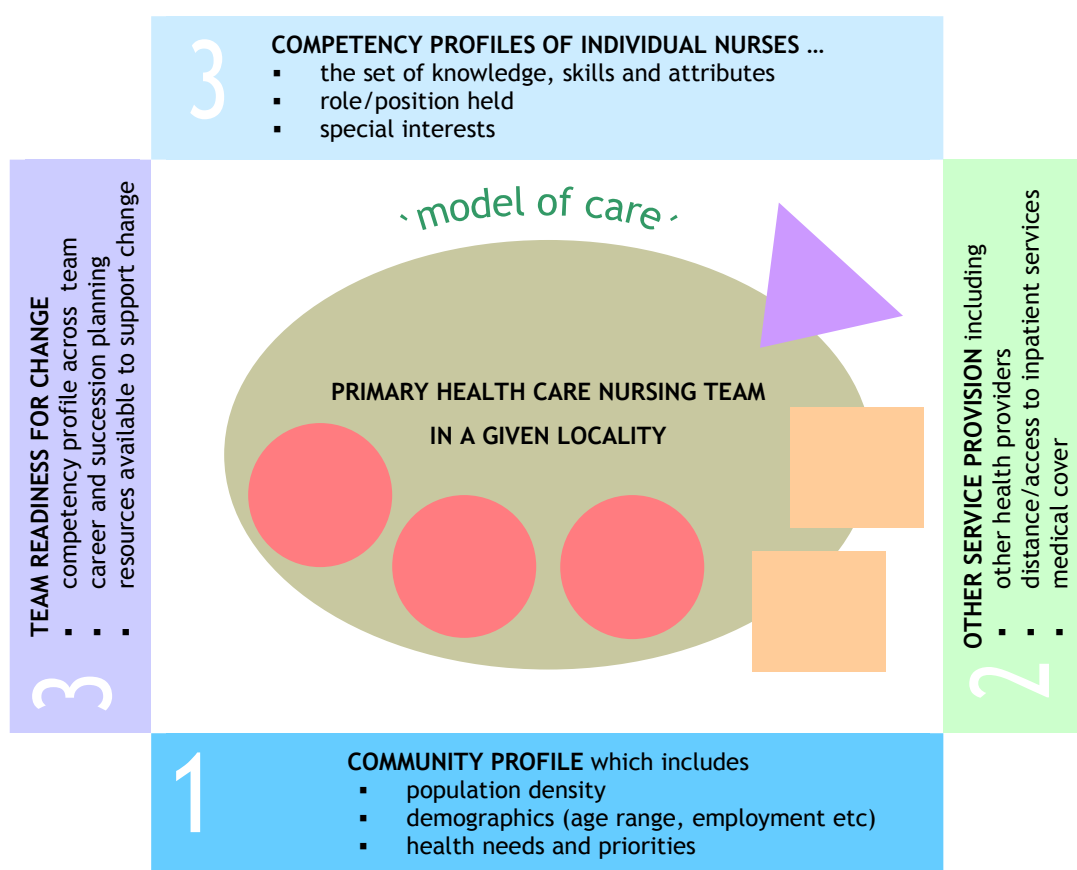 3
COMPETENCY PROFILES OF INDIVIDUAL NURSES …
▪ the set of knowledge, skills and attributes
▪ role/position held
▪ special interests
3
TEAM READINESS FOR CHANGE
▪ competency profile across team
▪ career and succession planning
▪ resources available to support change
model of care
PRIMARY HEALTH CARE NURSING TEAM
IN A GIVEN LOCALITY
2
OTHER SERVICE PROVISION including
▪ other health providers
▪ distance/access to inpatient services
▪ medical cover
1
COMMUNITY PROFILE which includes
▪ population density
▪ demographics (age range, employment etc)
▪ health needs and priorities